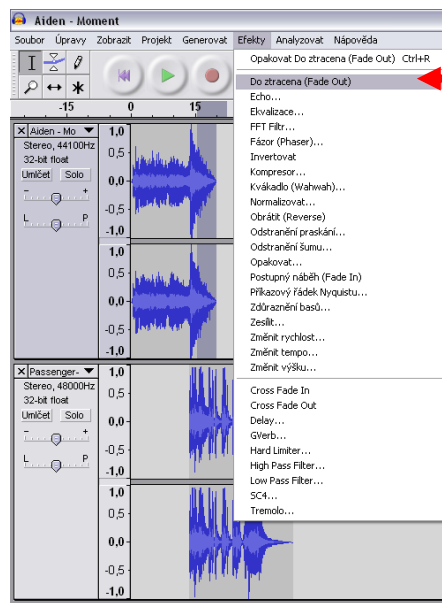 Aiden - Moment
Soubor Úpravy Zobrazit Projekt Generovat Efekty Analyzovat Nápověda
Opakovat Do ztracena (Fade Out) Ctrl+R
Do ztracena (Fade Out)
Echo...
Ekvalizace...
FFT Filtr...
Fázor (Phaser)...
Invertovat
Kompresor...
Kvákadlo (Wahwah)...
Normalizovat...
Obrátit (Reverse)
Odstranění praskání...
Odstranění šumu...
Opakovat...
Postupný náběh (Fade In)
Příkazový řádek Nyquistu...
Zdůraznění basů...
Zesílit...
Změnit rychlost...
Změnit tempo...
Změnit výšku...
Cross Fade In
Cross Fade Out
Delay...
GVerb...
Hard Limiter...
High Pass Filter...
Low Pass Filter...
SC4...
Tremolo...
-15 0 15
Aiden - Mo
Stereo, 44100Hz
32-bit float
Umlčet Solo
- +
L P
1,0
0,5
0,0
-0,5
-1,0
1,0
0,5
0,0
-0,5
-1,0
Passenger-
Stereo, 48000Hz
32-bit float
Umlčet Solo
- +
L P
1,0
0,5
0,0
-0,5
-1,0
1,0
0,5
0,0
-0,5
-1,0